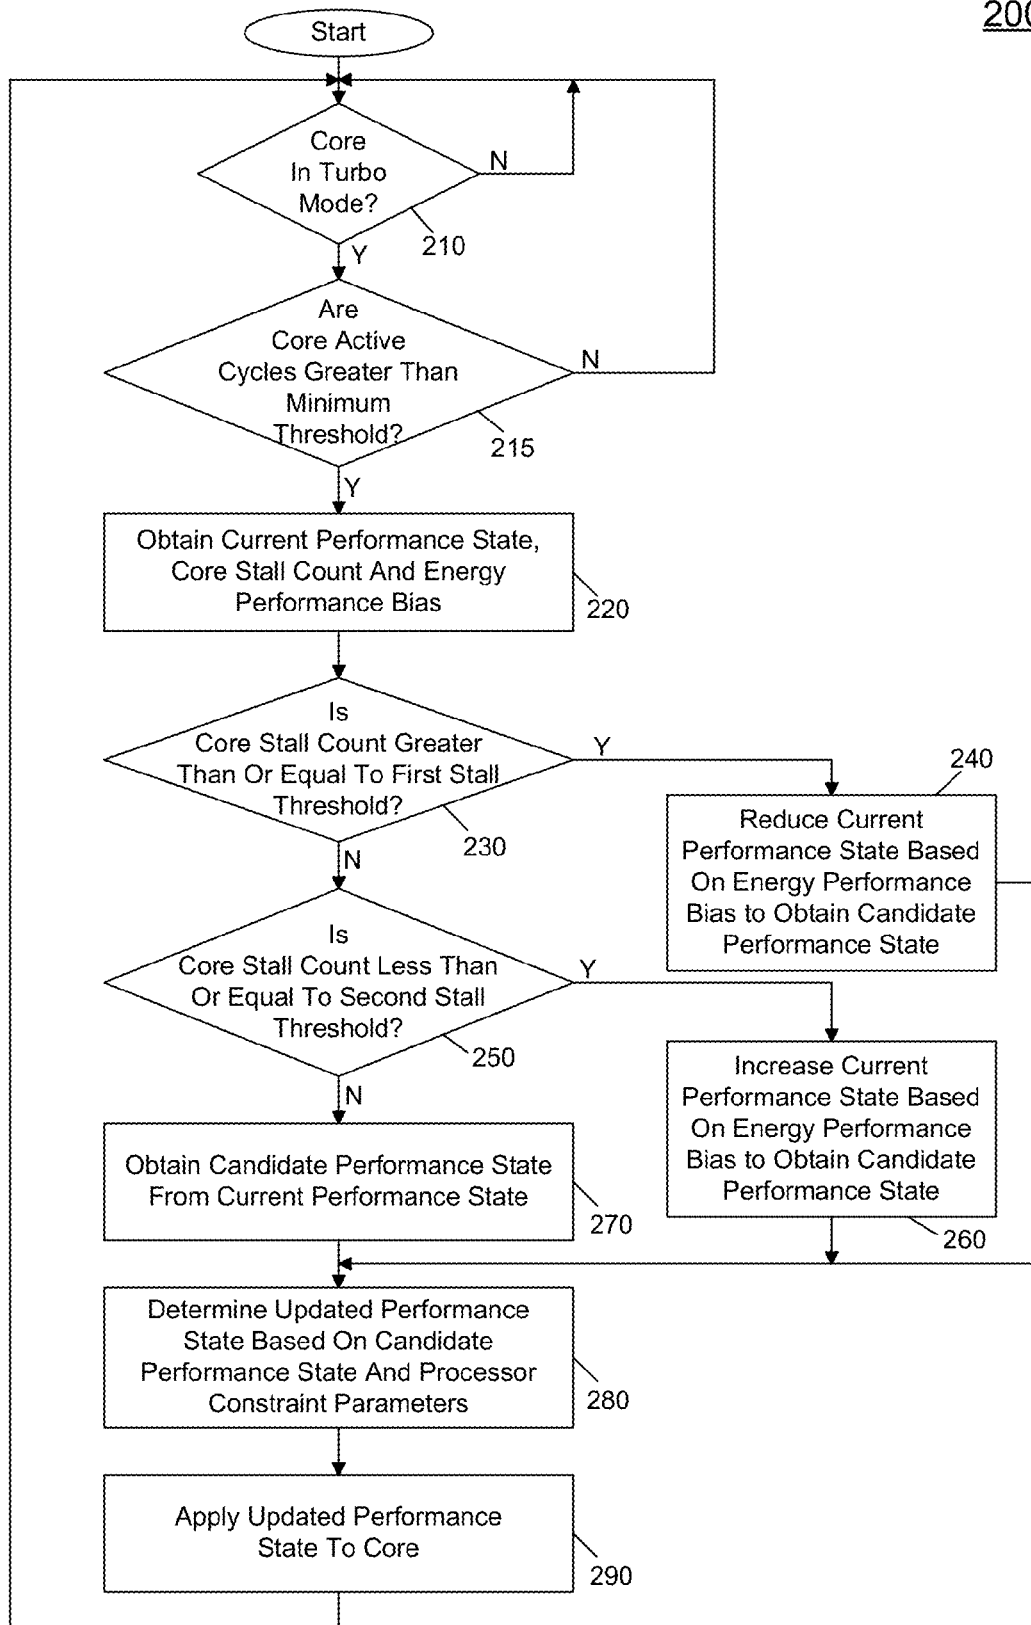 200
Start
Core
In Turbo
Mode?
N
210
Y
Are
Core Active
Cycles Greater Than
Minimum
Threshold?
N
215
Y
Obtain Current Performance State,
Core Stall Count And Energy
Performance Bias
220
Is
Core Stall Count Greater
Than Or Equal To First Stall
Threshold?
Y
230
N
240
Reduce Current
Performance State Based
On Energy Performance
Bias to Obtain Candidate
Performance State
Is
Core Stall Count Less Than
Or Equal To Second Stall
Threshold?
Y
250
N
Increase Current
Performance State Based
On Energy Performance
Bias to Obtain Candidate
Performance State
260
Obtain Candidate Performance State
From Current Performance State
270
Determine Updated Performance
State Based On Candidate
Performance State And Processor
Constraint Parameters
280
Apply Updated Performance
State To Core
290